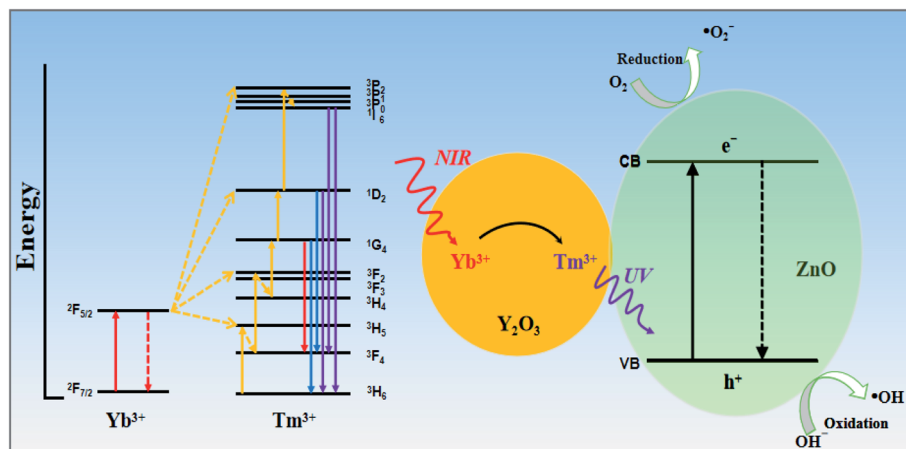 Energy
²F₅/₂
²F₇/₂
Yb³⁺
³P₂
³P₁
³P₀
¹I₆
¹D₂
¹G₄
³F₂
³F₃
³H₄
³H₅
³F₄
³H₆
Tm³⁺
NIR
Yb³⁺
Tm³⁺
Y₂O₃
UV
•O₂⁻
Reduction
O₂
CB
e⁻
ZnO
VB
h⁺
•OH
Oxidation
OH⁻